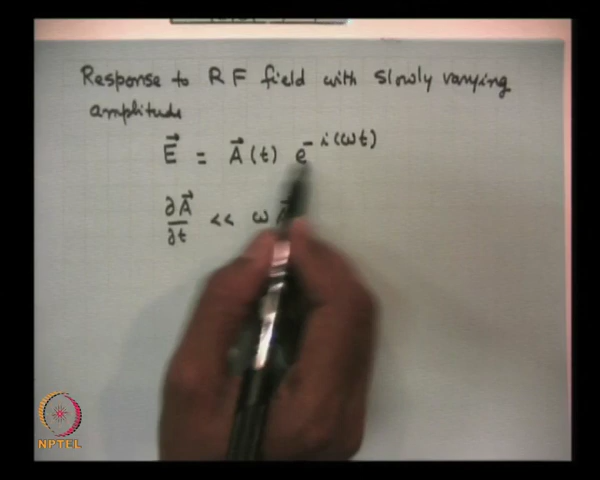 Response to RF field with slowly varying
amplitude
E⃗ = A⃗(t) e^{-i(ωt)}
∂A⃗/∂t << ωA⃗
NPTEL